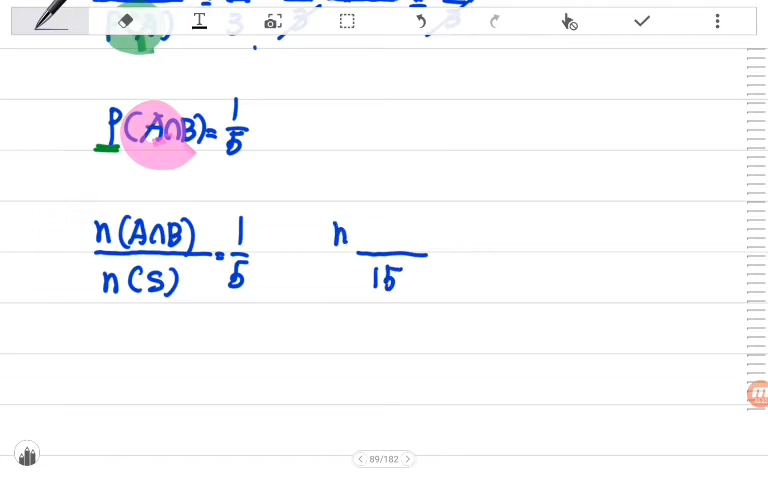 P(A∩B) = 1/5
n(A∩B)/n(S) = 1/5
n —/15
89/182